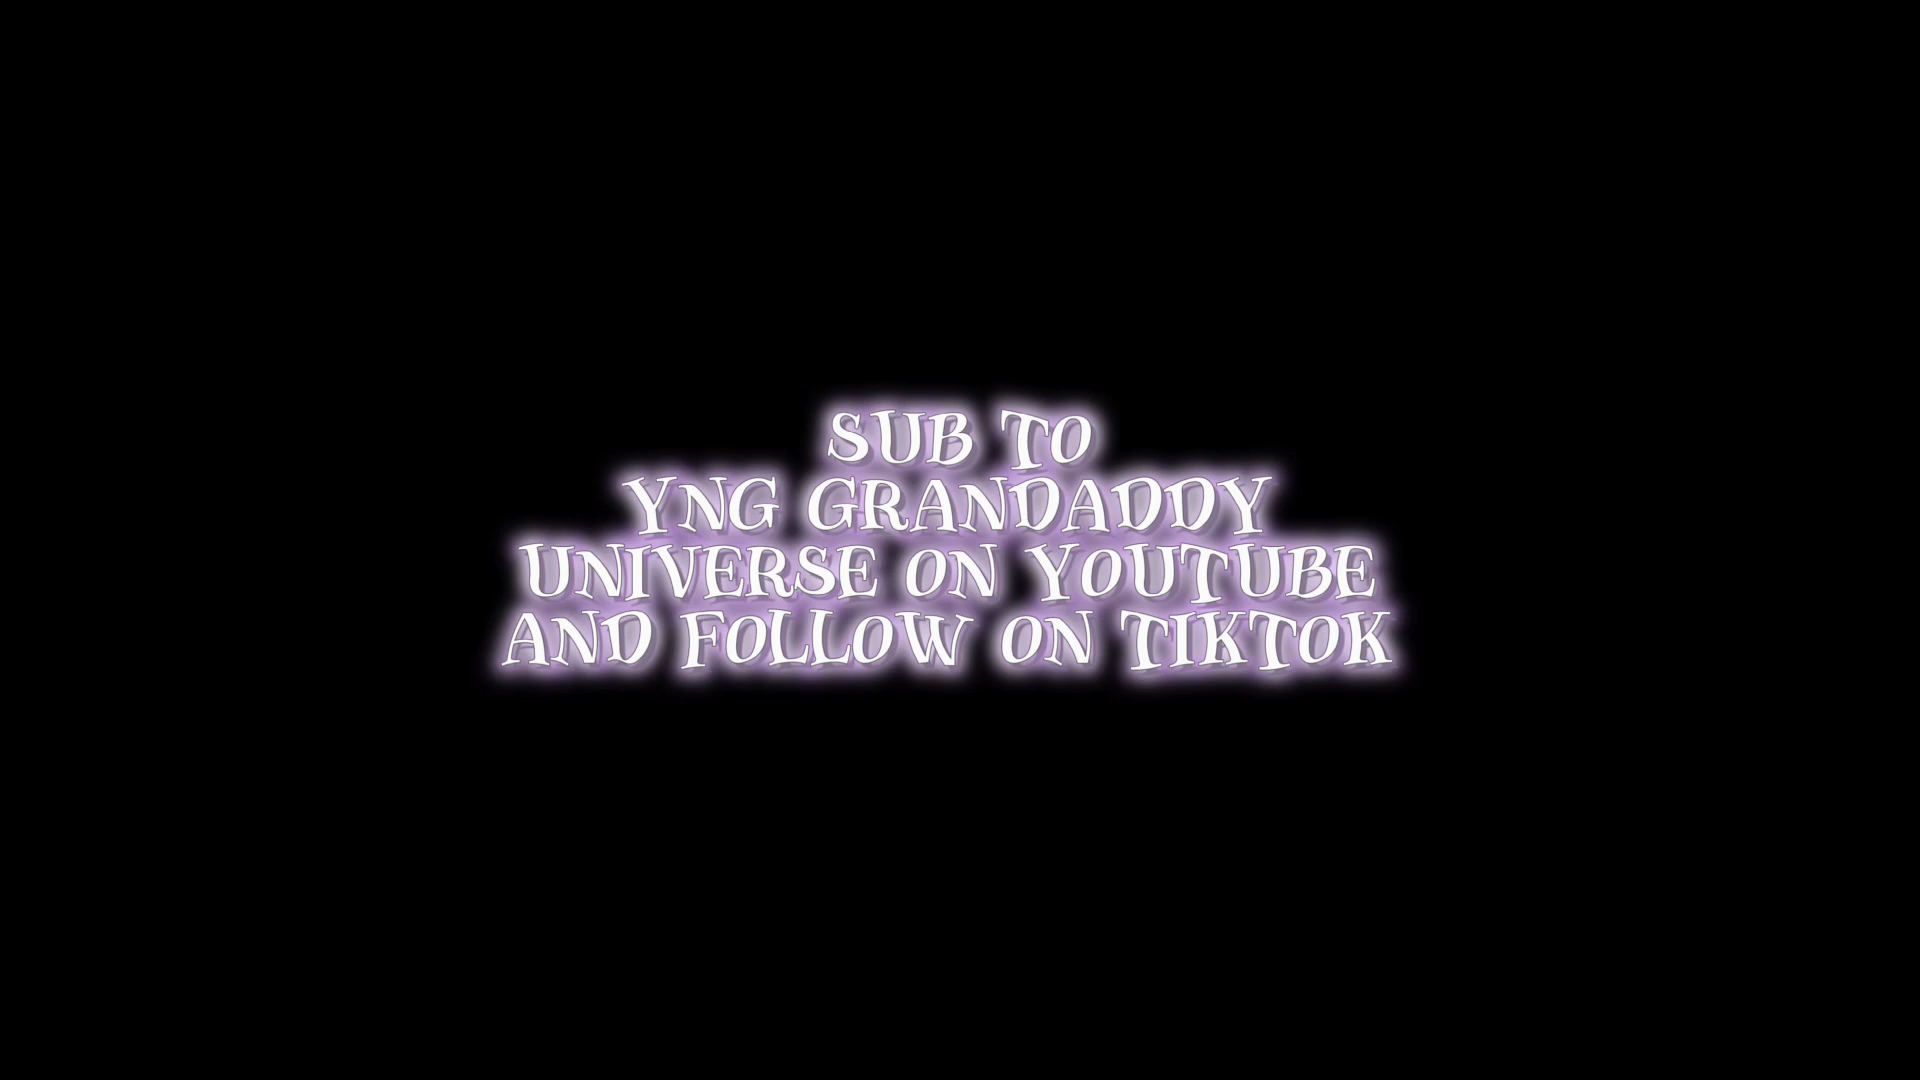 SUB TO
YNG GRANDADDY
UNIVERSE ON YOUTUBE
AND FOLLOW ON TIKTOK